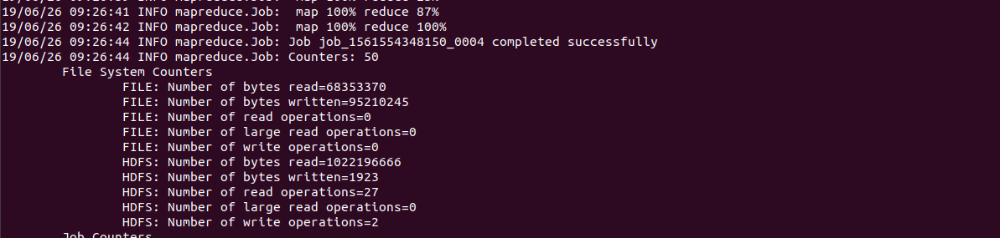 19/06/26 09:26:41 INFO mapreduce.Job:  map 100% reduce 87%
19/06/26 09:26:42 INFO mapreduce.Job:  map 100% reduce 100%
19/06/26 09:26:44 INFO mapreduce.Job: Job job_1561554348150_0004 completed successfully
19/06/26 09:26:44 INFO mapreduce.Job: Counters: 50
File System Counters
FILE: Number of bytes read=68353370
FILE: Number of bytes written=95210245
FILE: Number of read operations=0
FILE: Number of large read operations=0
FILE: Number of write operations=0
HDFS: Number of bytes read=1022196666
HDFS: Number of bytes written=1923
HDFS: Number of read operations=27
HDFS: Number of large read operations=0
HDFS: Number of write operations=2
Job Counters